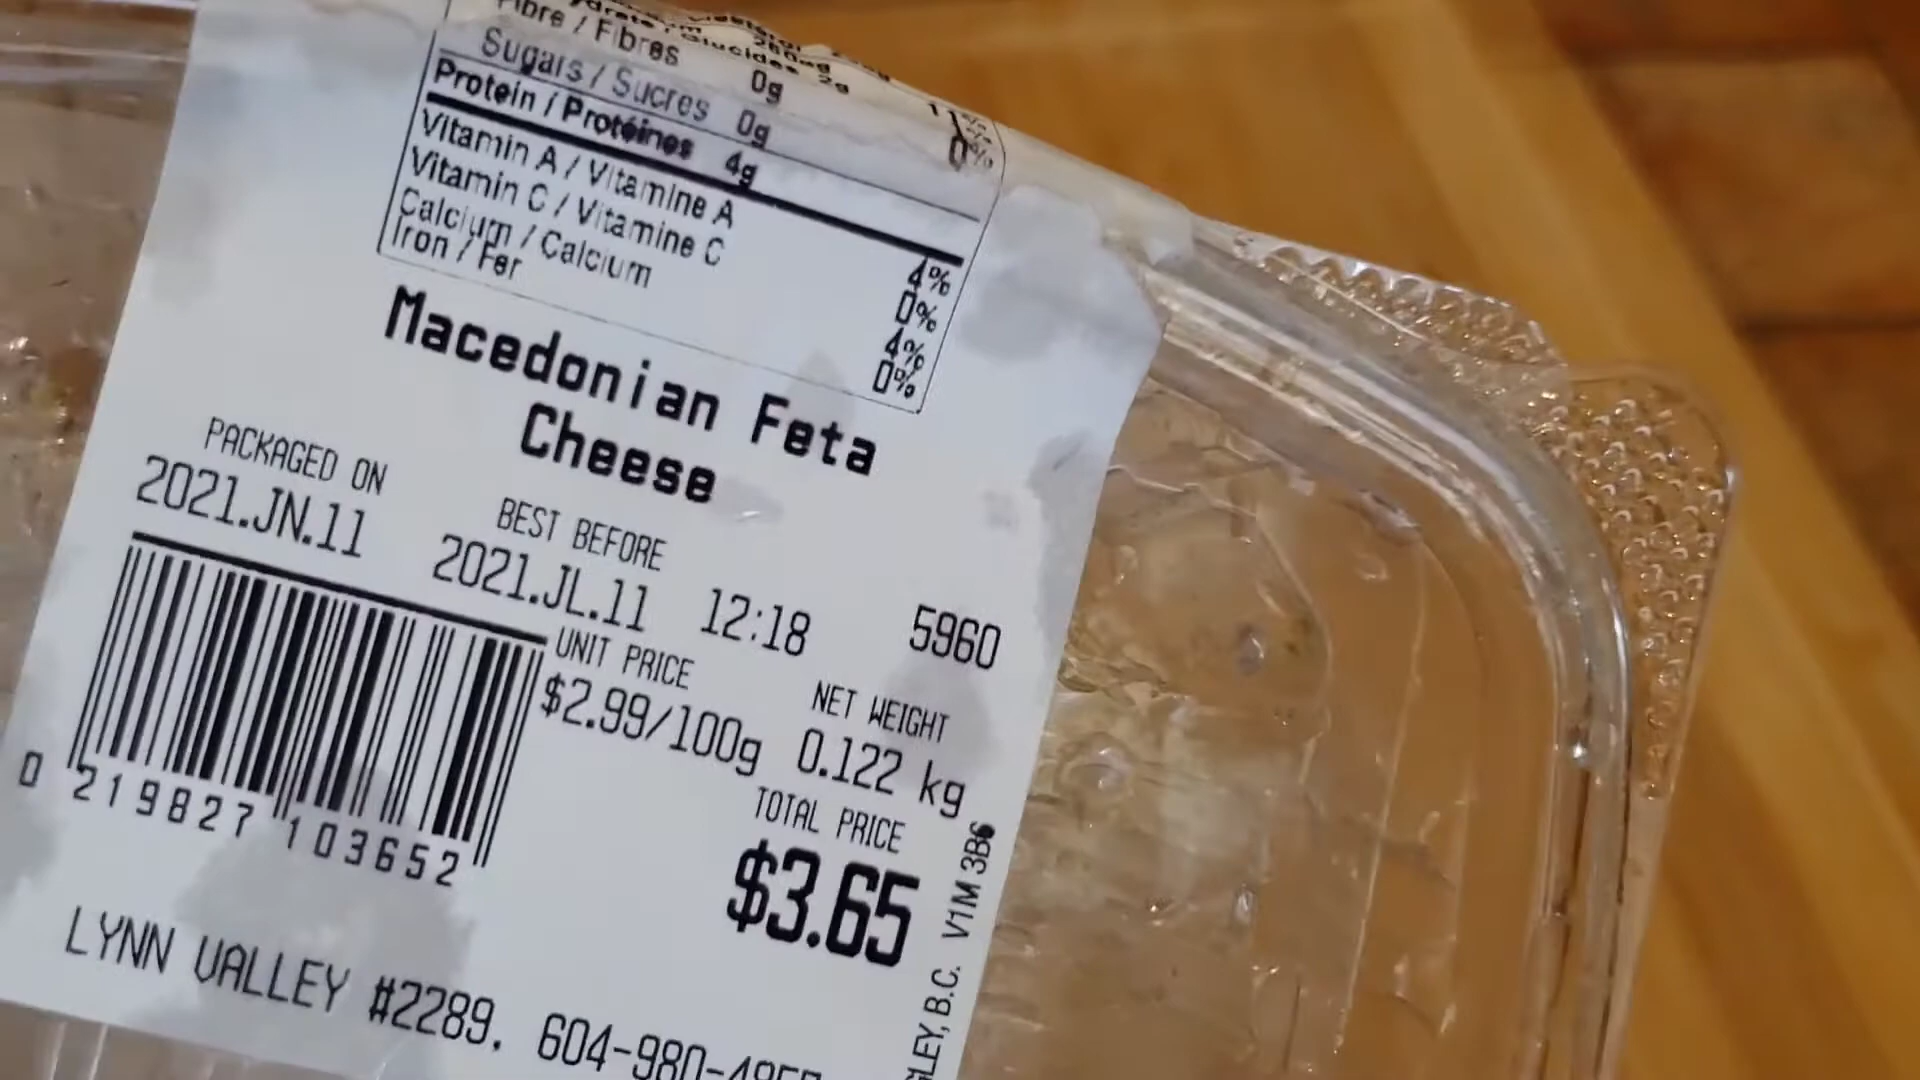 Fibre / Fibres 0g 0%
Sugars / Sucres 0g
Protein / Protéines 4g
Vitamin A / Vitamine A 4%
Vitamin C / Vitamine C 0%
Calcium / Calcium 4%
Iron / Fer 0%
Macedonian Feta
Cheese
PACKAGED ON
2021.JN.11
BEST BEFORE
2021.JL.11 12:18 5960
UNIT PRICE
$2.99/100g
NET WEIGHT
0.122 kg
TOTAL PRICE
$3.65
0 219827 103652
LYNN VALLEY #2289, 604-980-
GLEY, B.C. V1M 3B6